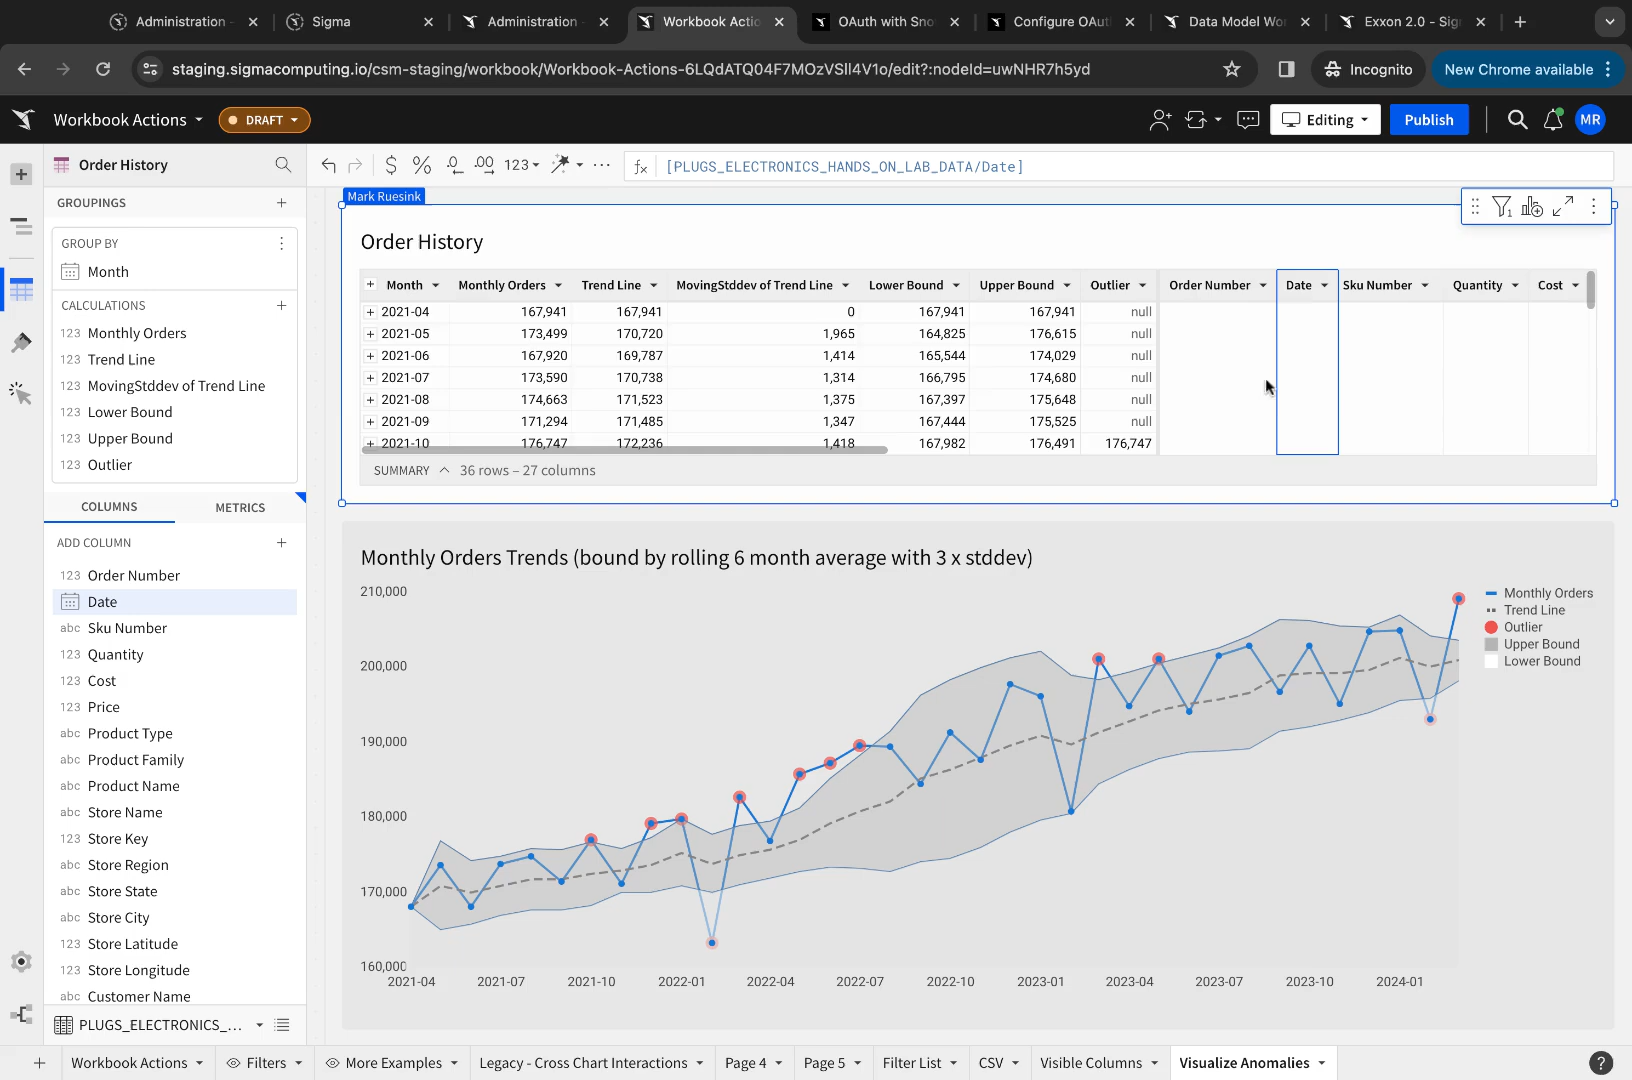 Administration -
Sigma
Administration -
Workbook Actio
OAuth with Sno
Configure OAut
Data Model Wo
Exxon 2.0 - Sig
staging.sigmacomputing.io/csm-staging/workbook/Workbook-Actions-6LQdATQ04F7MOzVSlI4V1o/edit?:nodeId=uwNHR7h5yd
Incognito
New Chrome available
Workbook Actions
DRAFT
Editing
Publish
MR
Order History
$ % .0 .00 123
fx [PLUGS_ELECTRONICS_HANDS_ON_LAB_DATA/Date]
Mark Ruesink
1
GROUPINGS
GROUP BY
Month
CALCULATIONS
123 Monthly Orders
123 Trend Line
123 MovingStddev of Trend Line
123 Lower Bound
123 Upper Bound
123 Outlier
COLUMNS METRICS
ADD COLUMN
123 Order Number
Date
abc Sku Number
123 Quantity
123 Cost
123 Price
abc Product Type
abc Product Family
abc Product Name
abc Store Name
123 Store Key
abc Store Region
abc Store State
abc Store City
123 Store Latitude
123 Store Longitude
abc Customer Name
PLUGS_ELECTRONICS_...
Order History
Month Monthly Orders Trend Line MovingStddev of Trend Line Lower Bound Upper Bound Outlier Order Number Date Sku Number Quantity Cost
2021-04 167,941 167,941 0 167,941 167,941 null
2021-05 173,499 170,720 1,965 164,825 176,615 null
2021-06 167,920 169,787 1,414 165,544 174,029 null
2021-07 173,590 170,738 1,314 166,795 174,680 null
2021-08 174,663 171,523 1,375 167,397 175,648 null
2021-09 171,294 171,485 1,347 167,444 175,525 null
2021-10 176,747 172,236 1,418 167,982 176,491 176,747
SUMMARY 36 rows – 27 columns
Monthly Orders Trends (bound by rolling 6 month average with 3 x stddev)
210,000
200,000
190,000
180,000
170,000
160,000
2021-04 2021-07 2021-10 2022-01 2022-04 2022-07 2022-10 2023-01 2023-04 2023-07 2023-10 2024-01
Monthly Orders
Trend Line
Outlier
Upper Bound
Lower Bound
Workbook Actions
Filters
More Examples
Legacy - Cross Chart Interactions
Page 4
Page 5
Filter List
CSV
Visible Columns
Visualize Anomalies
?